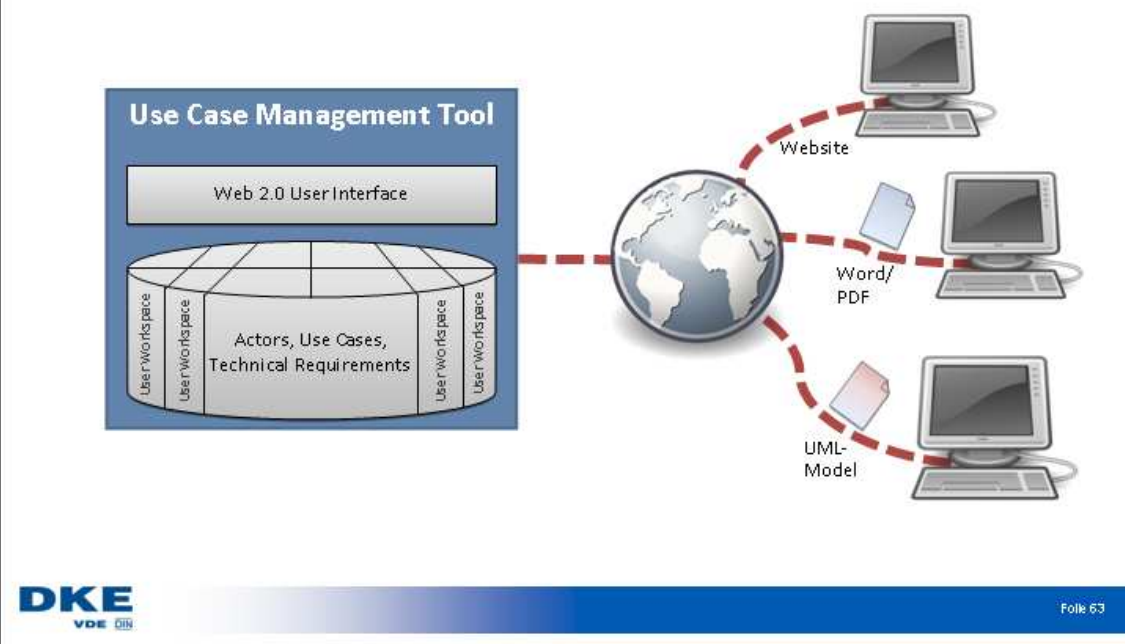 Use Case Management Tool
Web 2.0 User Interface
User Workspace
User Workspace
Actors, Use Cases,
Technical Requirements
User Workspace
User Workspace
Website
Word/
PDF
UML-
Model
DKE
VDE DIN
Folie 63